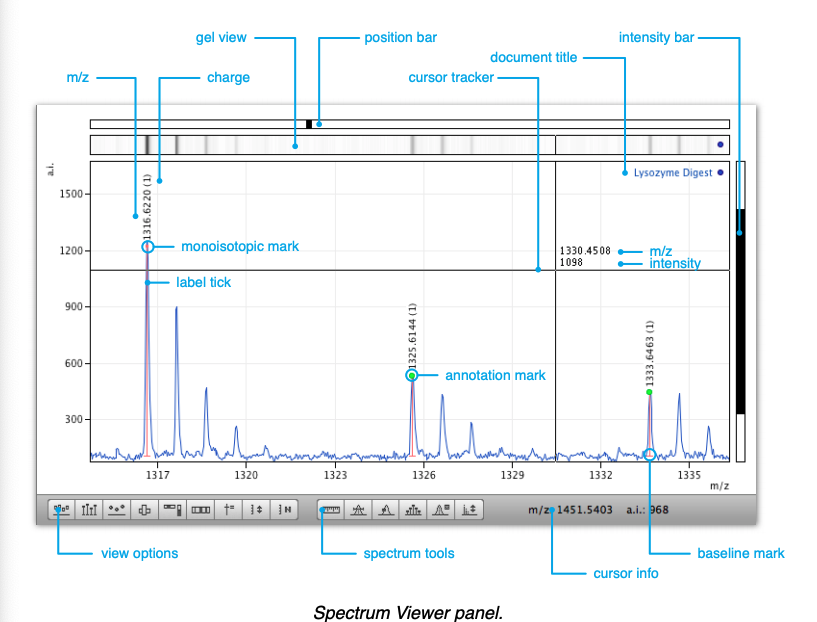 gel view
position bar
intensity bar
document title
m/z
charge
cursor tracker
a.i.
Lysozyme Digest
1500
1316.6220 (1)
monoisotopic mark
1200
1330.4508
m/z
1098
intensity
label tick
900
1325.6144 (1)
1333.6463 (1)
600
annotation mark
300
1317
1320
1323
1326
1329
1332
1335
m/z
m/z: 1451.5403 a.i.: 968
view options
spectrum tools
baseline mark
cursor info
Spectrum Viewer panel.